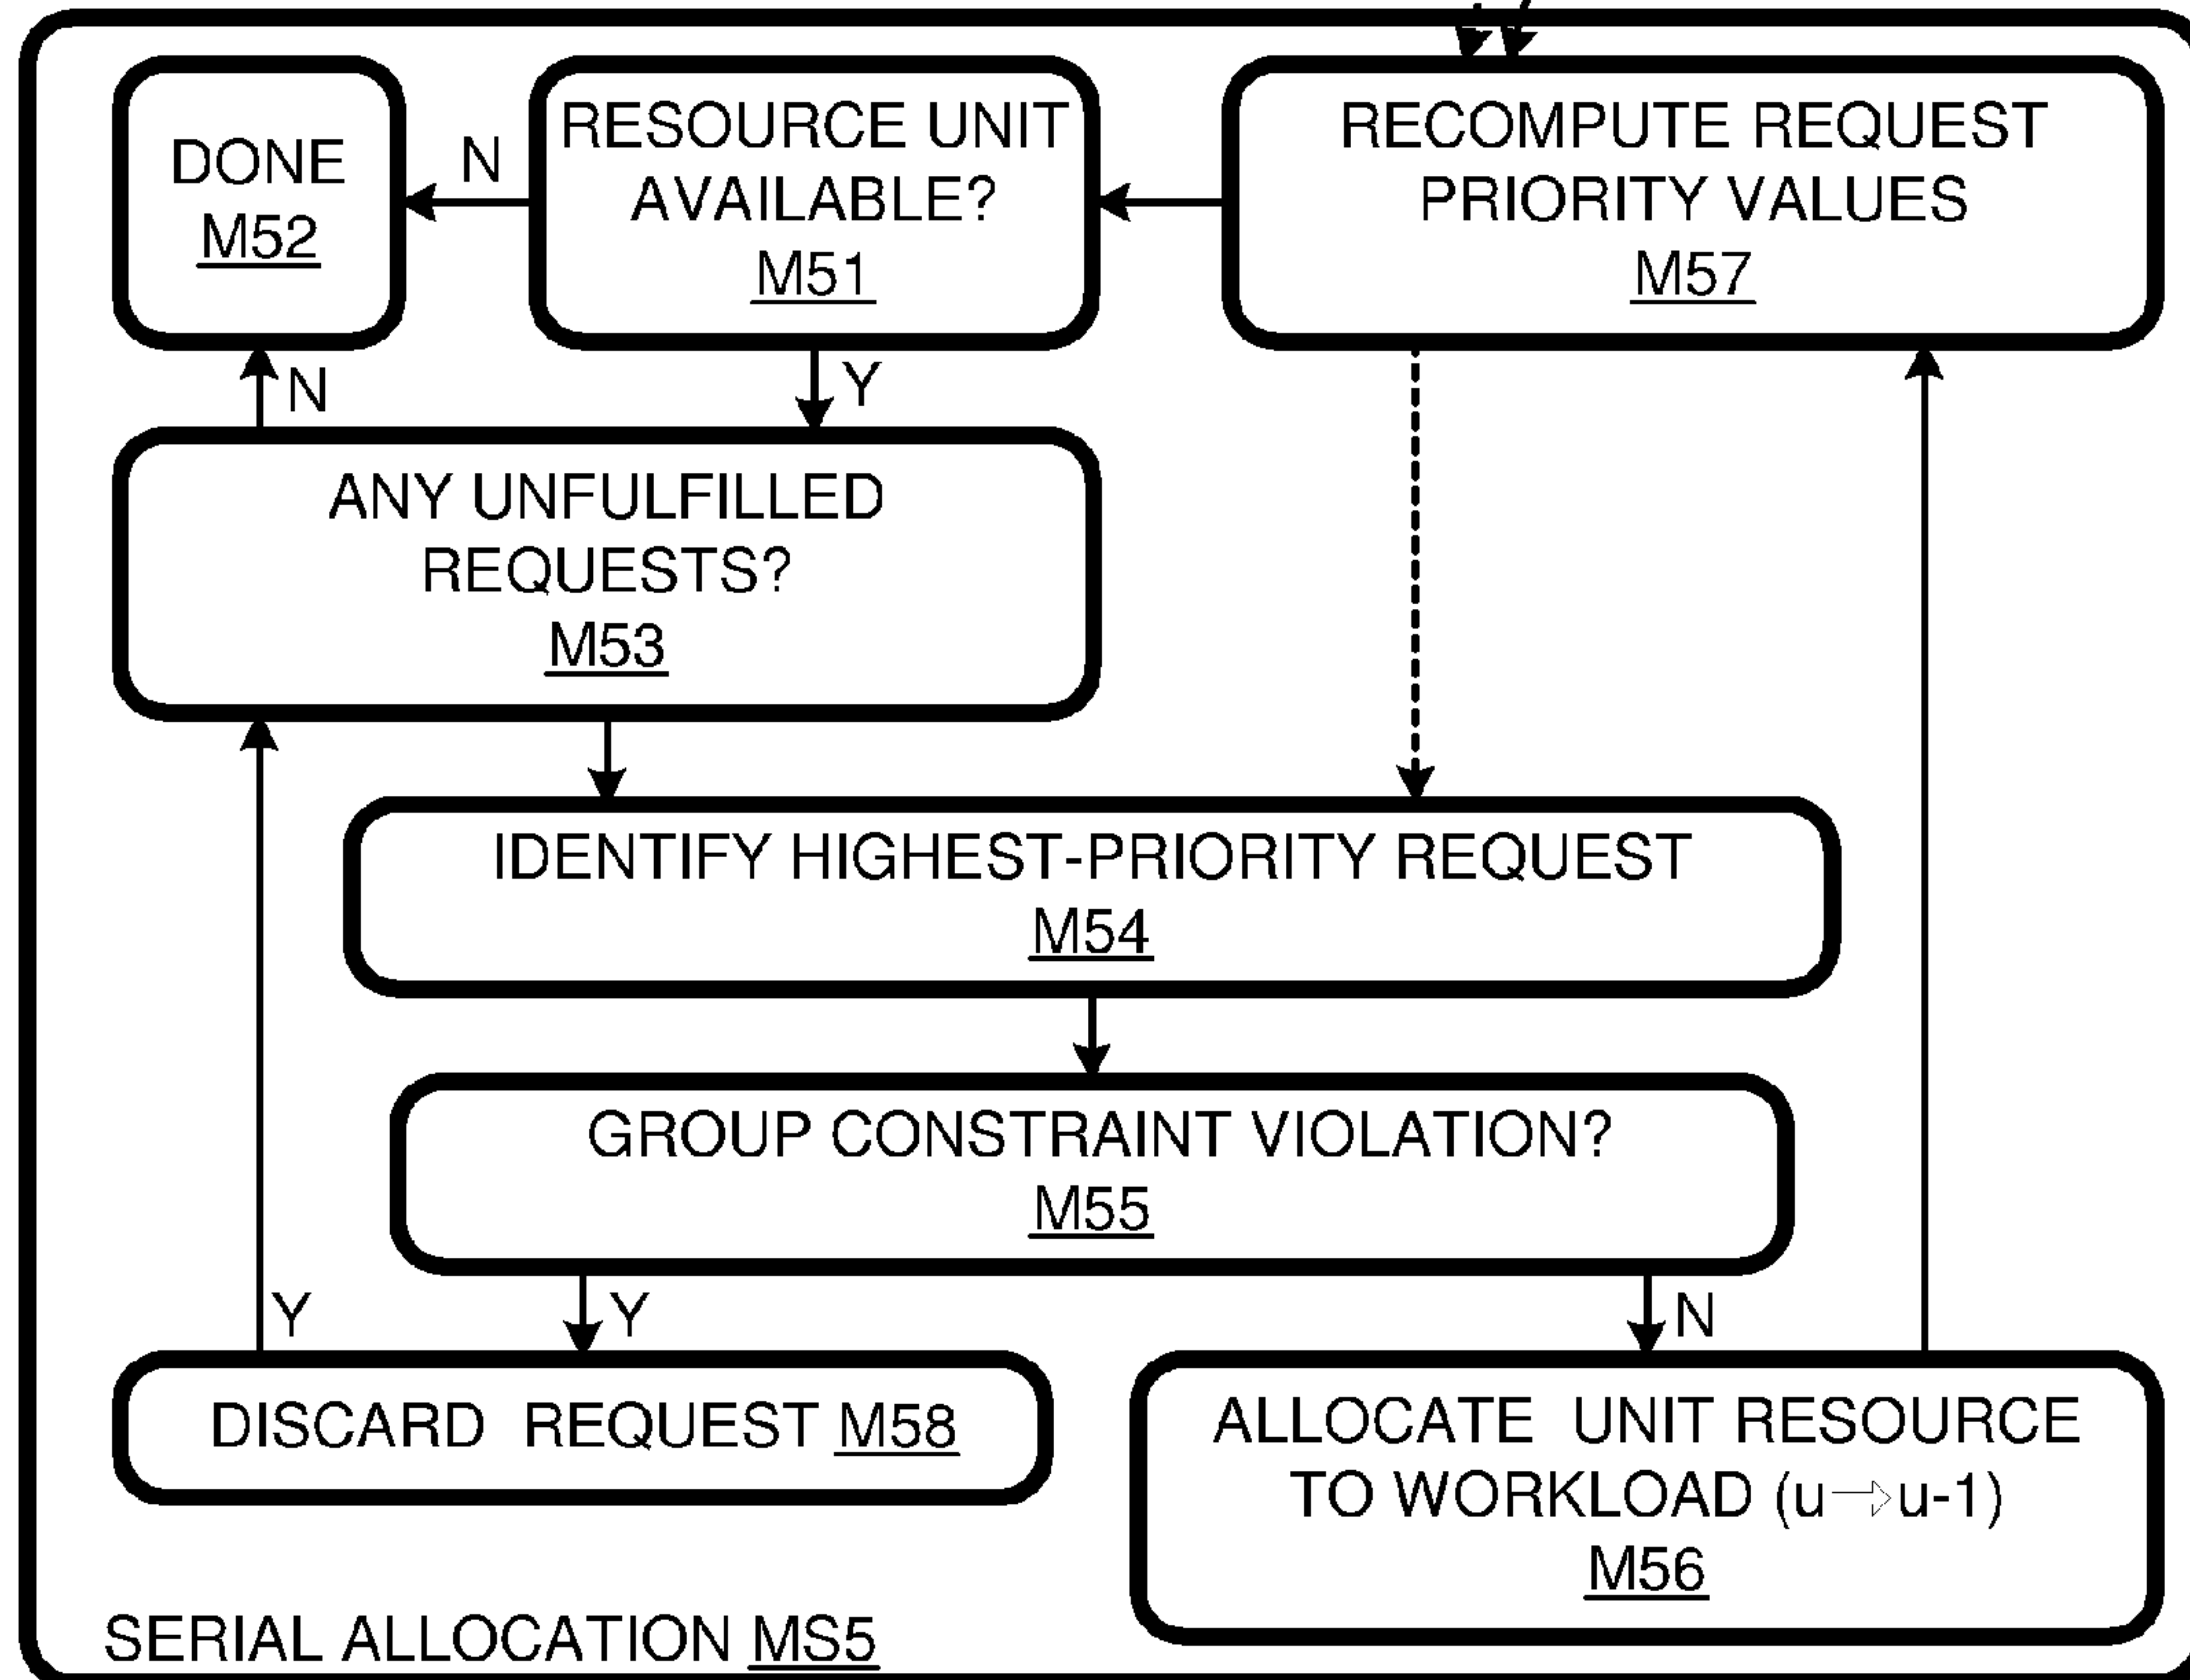 DONE
M52
N
RESOURCE UNIT
AVAILABLE?
M51
RECOMPUTE REQUEST
PRIORITY VALUES
M57
N
Y
ANY UNFULFILLED
REQUESTS?
M53
IDENTIFY HIGHEST-PRIORITY REQUEST
M54
GROUP CONSTRAINT VIOLATION?
M55
Y
Y
N
DISCARD REQUEST M58
ALLOCATE UNIT RESOURCE
TO WORKLOAD (u→u-1)
M56
SERIAL ALLOCATION MS5